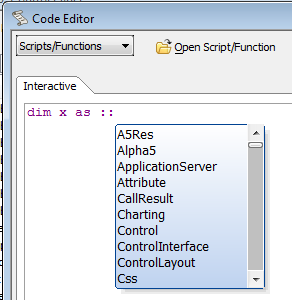 Code Editor
Scripts/Functions
Open Script/Function
Interactive
dim x as ::
A5Res
Alpha5
ApplicationServer
Attribute
CallResult
Charting
Control
ControlInterface
ControlLayout
Css